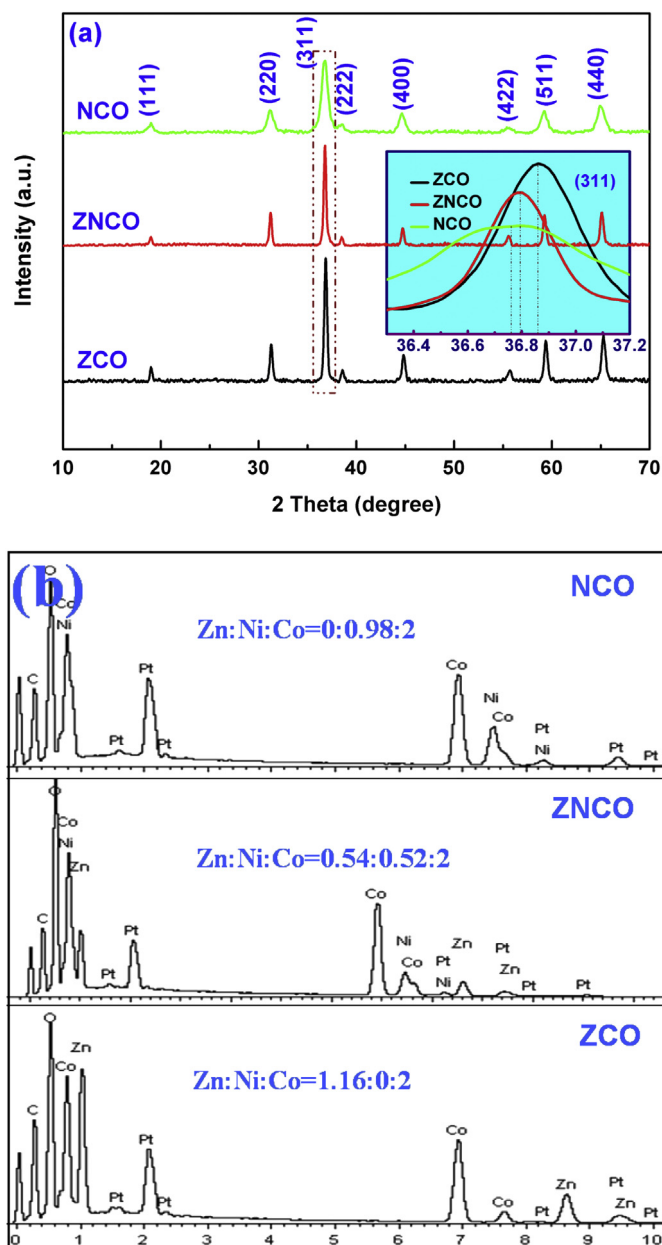 (a)
(311)
(111)
(220)
(222)
(400)
(422)
(511)
(440)
NCO
ZNCO
ZCO
ZCO
ZNCO
NCO
(311)
36.4 36.6 36.8 37.0 37.2
Intensity (a.u.)
10 20 30 40 50 60 70
2 Theta (degree)
(b)
NCO
Zn:Ni:Co=0:0.98:2
O
Co
Ni
C
Pt
Pt
Pt
Co
Ni
Co
Pt
Ni
Pt
Pt
ZNCO
Zn:Ni:Co=0.54:0.52:2
O
Co
Ni
Zn
C
Pt
Pt
Co
Ni
Co
Pt
Ni
Zn
Pt
Zn
Pt
Pt
ZCO
Zn:Ni:Co=1.16:0:2
O
Zn
Co
C
Pt
Pt
Pt
Co
Co
Pt
Zn
Pt
Zn
Pt
0 1 2 3 4 5 6 7 8 9 10